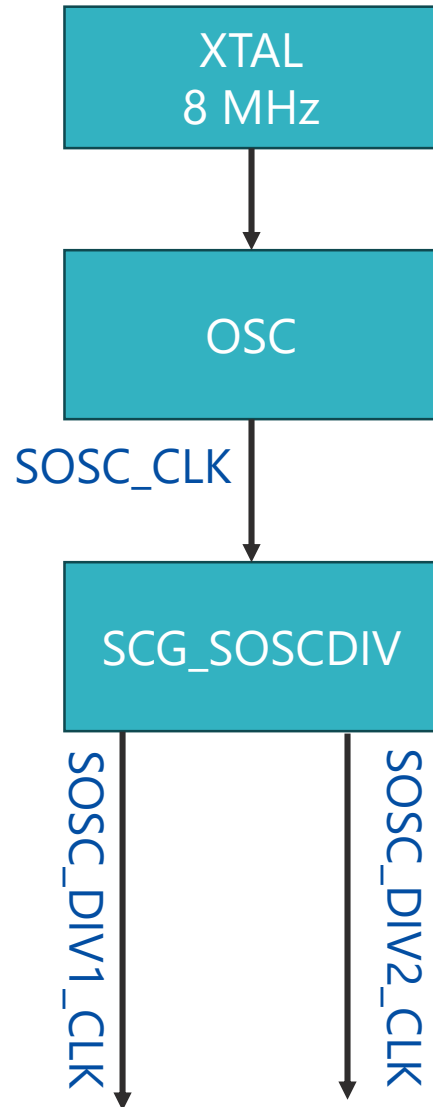 XTAL
8 MHz
OSC
SOSC_CLK
SCG_SOSCDIV
SOSC_DIV1_CLK
SOSC_DIV2_CLK